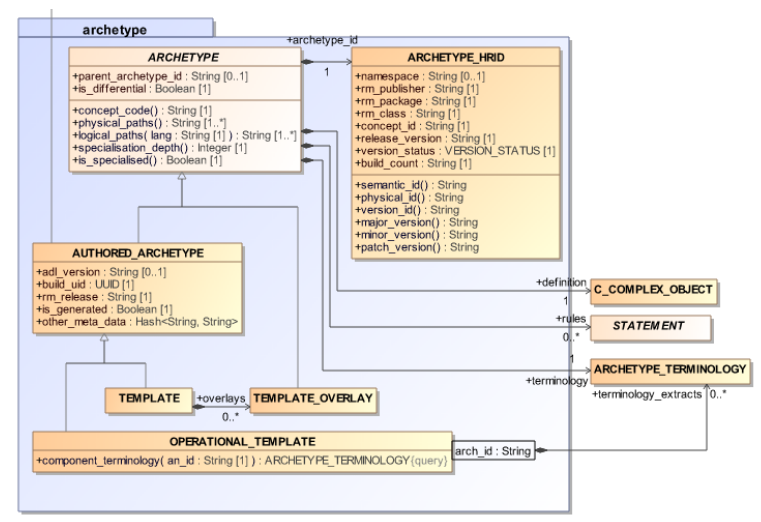 archetype
+archetype_id
1
ARCHETYPE
+parent_archetype_id : String [0..1]
+is_differential : Boolean [1]
+concept_code() : String [1]
+physical_paths() : String [1..*]
+logical_paths( lang : String [1] ) : String [1..*]
+specialisation_depth() : Integer [1]
+is_specialised() : Boolean [1]
ARCHETYPE_HRID
+namespace : String [0..1]
+rm_publisher : String [1]
+rm_package : String [1]
+rm_class : String [1]
+concept_id : String [1]
+release_version : String [1]
+version_status : VERSION_STATUS [1]
+build_count : String [1]
+semantic_id() : String
+physical_id() : String
+version_id() : String
+major_version() : String
+minor_version() : String
+patch_version() : String
AUTHORED_ARCHETYPE
+adl_version : String [0..1]
+build_uid : UUID [1]
+rm_release : String [1]
+is_generated : Boolean [1]
+other_meta_data : Hash<String, String>
+definition
1
C_COMPLEX_OBJECT
+rules
0..*
STATEMENT
1
+terminology
ARCHETYPE_TERMINOLOGY
+terminology_extracts
0..*
TEMPLATE
+overlays
0..*
TEMPLATE_OVERLAY
OPERATIONAL_TEMPLATE
+component_terminology( an_id : String [1] ) : ARCHETYPE_TERMINOLOGY{query}
arch_id : String